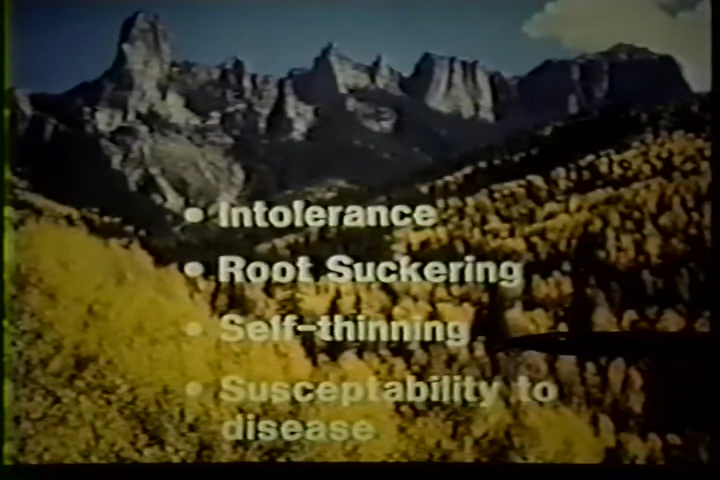 • Intolerance
• Root Suckering
• Self-thinning
• Susceptability to
disease